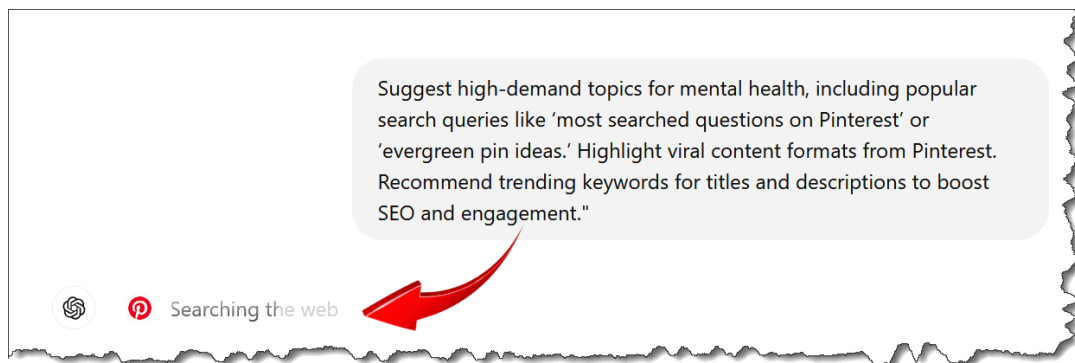 Suggest high-demand topics for mental health, including popular
search queries like ‘most searched questions on Pinterest’ or
‘evergreen pin ideas.’ Highlight viral content formats from Pinterest.
Recommend trending keywords for titles and descriptions to boost
SEO and engagement."
Searching the web